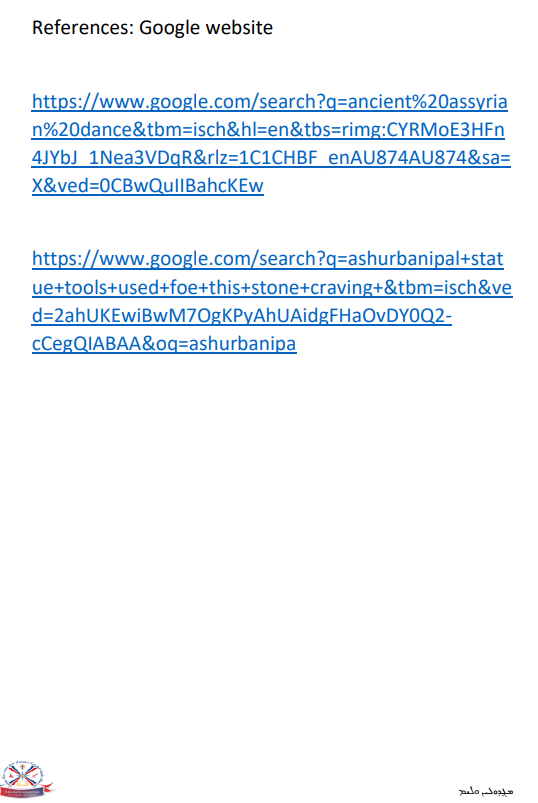 References: Google website
https://www.google.com/search?q=ancient%20assyria
n%20dance&tbm=isch&hl=en&tbs=rimg:CYRMoE3HFn
4JYbJ_1Nea3VDqR&rlz=1C1CHBF_enAU874AU874&sa=
X&ved=0CBwQuIIBahcKEw
https://www.google.com/search?q=ashurbanipal+stat
ue+tools+used+foe+this+stone+craving+&tbm=isch&ve
d=2ahUKEwiBwM7OgKPyAhUAidgFHaOvDY0Q2-
cCegQIABAA&oq=ashurbanipa